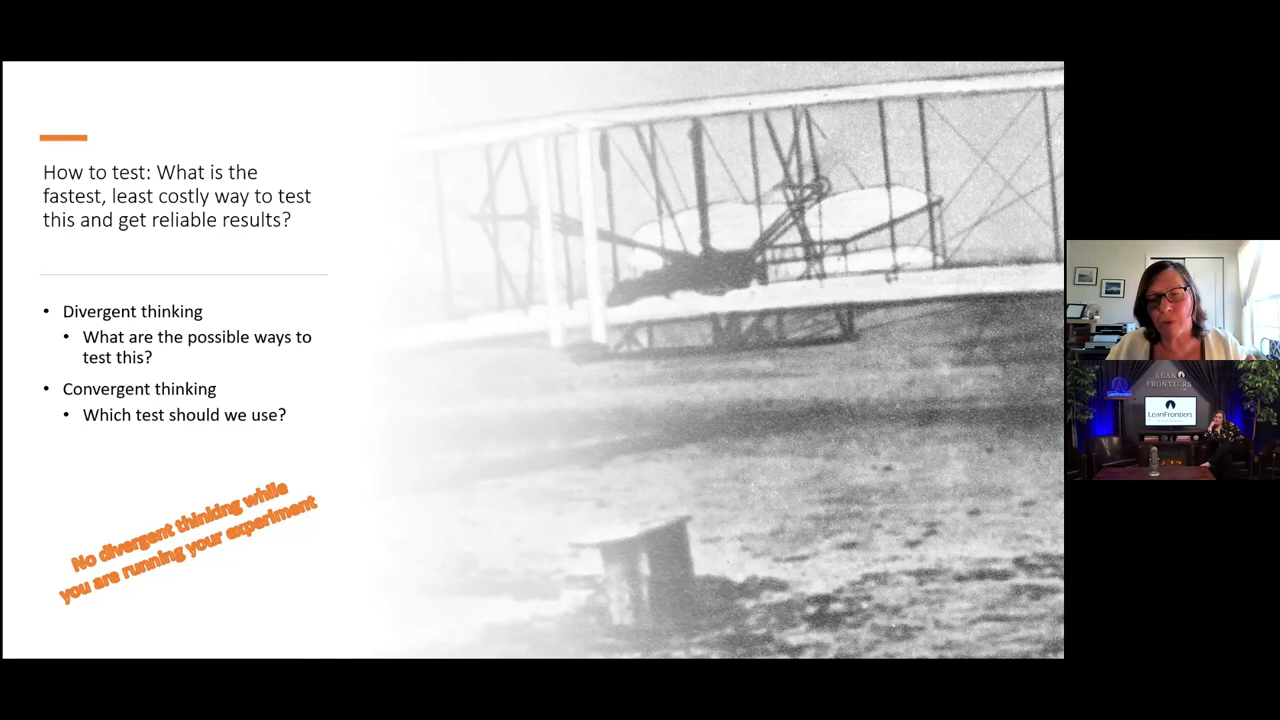 How to test: What is the
fastest, least costly way to test
this and get reliable results?
• Divergent thinking
• What are the possible ways to
test this?
• Convergent thinking
• Which test should we use?
No divergent thinking while
you are running your experiment
LEAN
FRONTIERS
LeanFrontiers